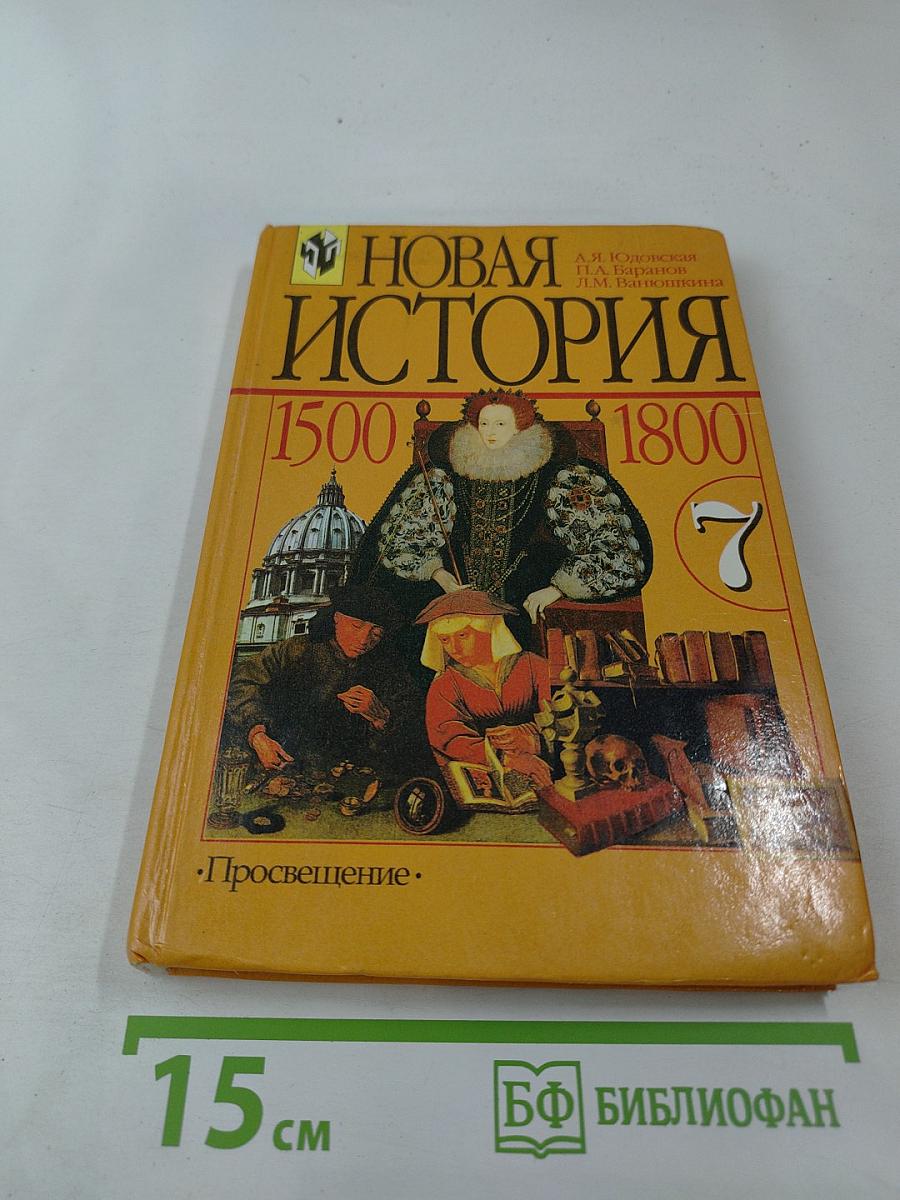 НОВАЯ
А.Я. Юдовская
П.А. Баранов
Л.М. Ванюшкина
ИСТОРИЯ
1500
1800
7
·Просвещение·
15 см
БФ БИБЛИОФАН